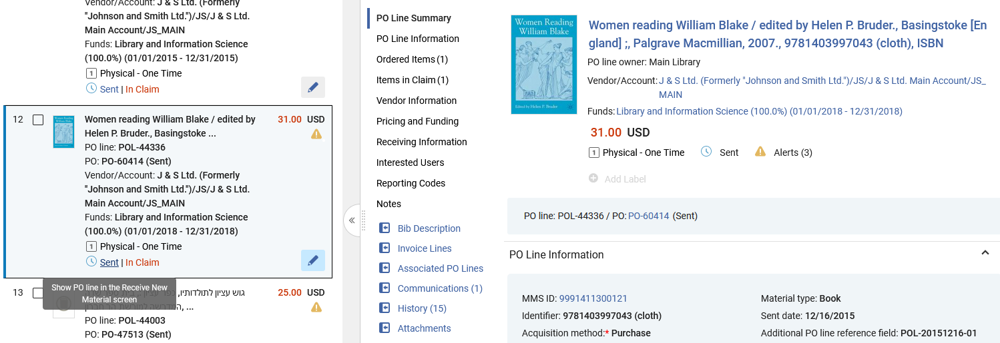 Vendor/Account: J & S Ltd. (Formerly
"Johnson and Smith Ltd.")/JS/J & S Ltd.
Main Account/JS_MAIN
Funds: Library and Information Science
(100.0%) (01/01/2015 - 12/31/2015)
1 Physical - One Time
Sent | In Claim
12
Women Reading
William Blake
Women reading William Blake / edited by
Helen P. Bruder., Basingstoke ...
31.00 USD
PO line: POL-44336
PO: PO-60414 (Sent)
Vendor/Account: J & S Ltd. (Formerly
"Johnson and Smith Ltd.")/JS/J & S Ltd.
Main Account/JS_MAIN
Funds: Library and Information Science
(100.0%) (01/01/2018 - 12/31/2018)
1 Physical - One Time
Sent | In Claim
Show PO line in the Receive New
Material screen
13
גוש עציון לתולדותיו, כפר עציון :, בית ספר שדה
המדרשה למורשת הר חברון, ...
25.00 USD
PO line: POL-44003
PO: PO-47513 (Sent)
PO Line Summary
PO Line Information
Ordered Items (1)
Items in Claim (1)
Vendor Information
Pricing and Funding
Receiving Information
Interested Users
Reporting Codes
Notes
Bib Description
Invoice Lines
Associated PO Lines
Communications (1)
History (15)
Attachments
Women Reading
William Blake
Edited by Helen P. Bruder
Women reading William Blake / edited by Helen P. Bruder., Basingstoke [En
gland] ;, Palgrave Macmillian, 2007., 9781403997043 (cloth), ISBN
PO line owner: Main Library
Vendor/Account: J & S Ltd. (Formerly "Johnson and Smith Ltd.")/JS/J & S Ltd. Main Account/JS_
MAIN
Funds: Library and Information Science (100.0%) (01/01/2018 - 12/31/2018)
31.00 USD
1 Physical - One Time Sent Alerts (3)
Add Label
PO line: POL-44336 / PO: PO-60414 (Sent)
PO Line Information
MMS ID: 9991411300121
Material type: Book
Identifier: 9781403997043 (cloth)
Sent date: 12/16/2015
Acquisition method:* Purchase
Additional PO line reference field: POL-20151216-01